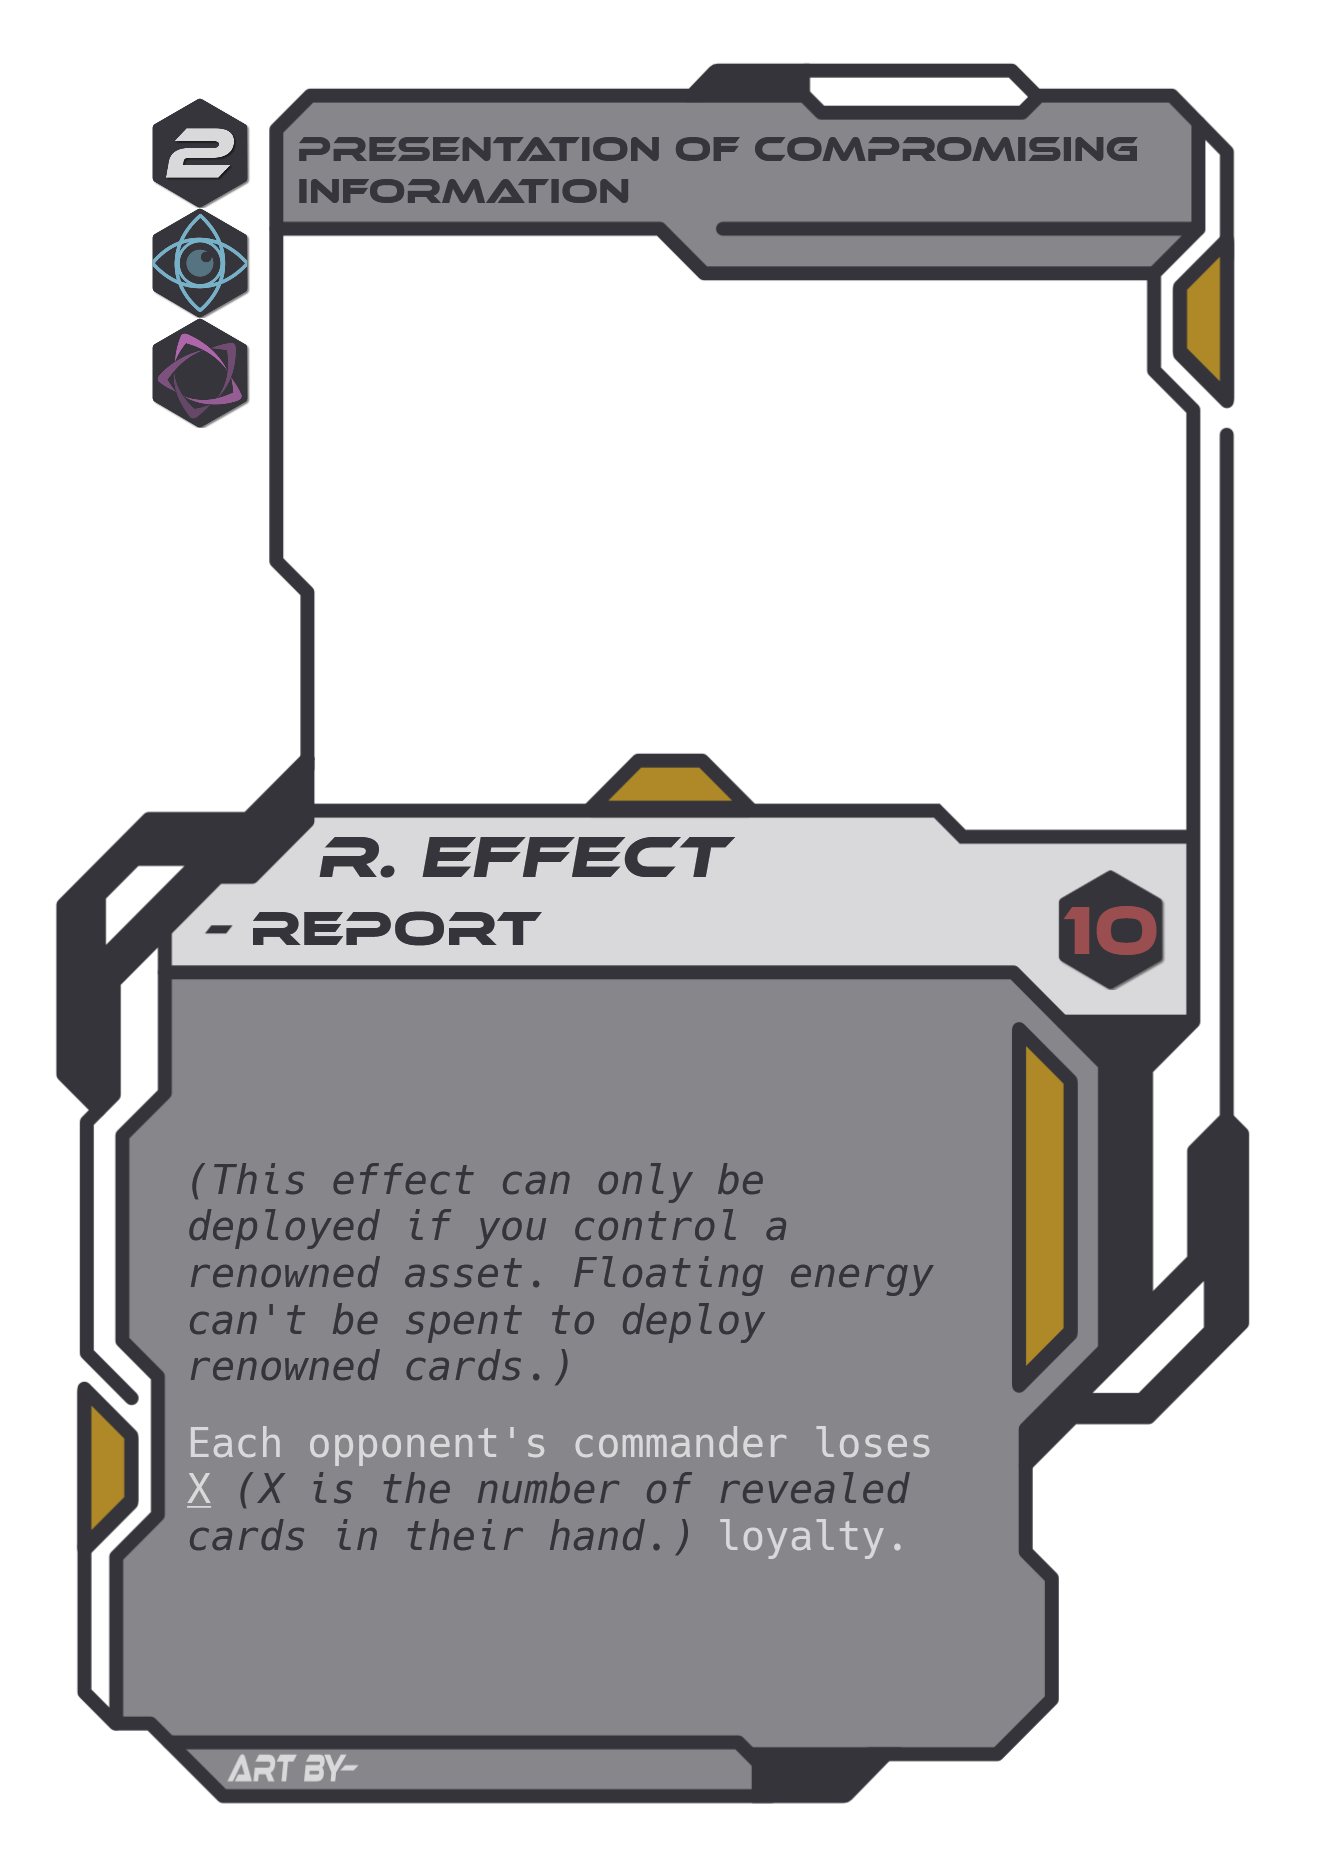 2
PRESENTATION OF COMPROMISING
INFORMATION
R. EFFECT
- REPORT
10
(This effect can only be
deployed if you control a
renowned asset. Floating energy
can't be spent to deploy
renowned cards.)
Each opponent's commander loses
X (X is the number of revealed
cards in their hand.) loyalty.
ART BY-